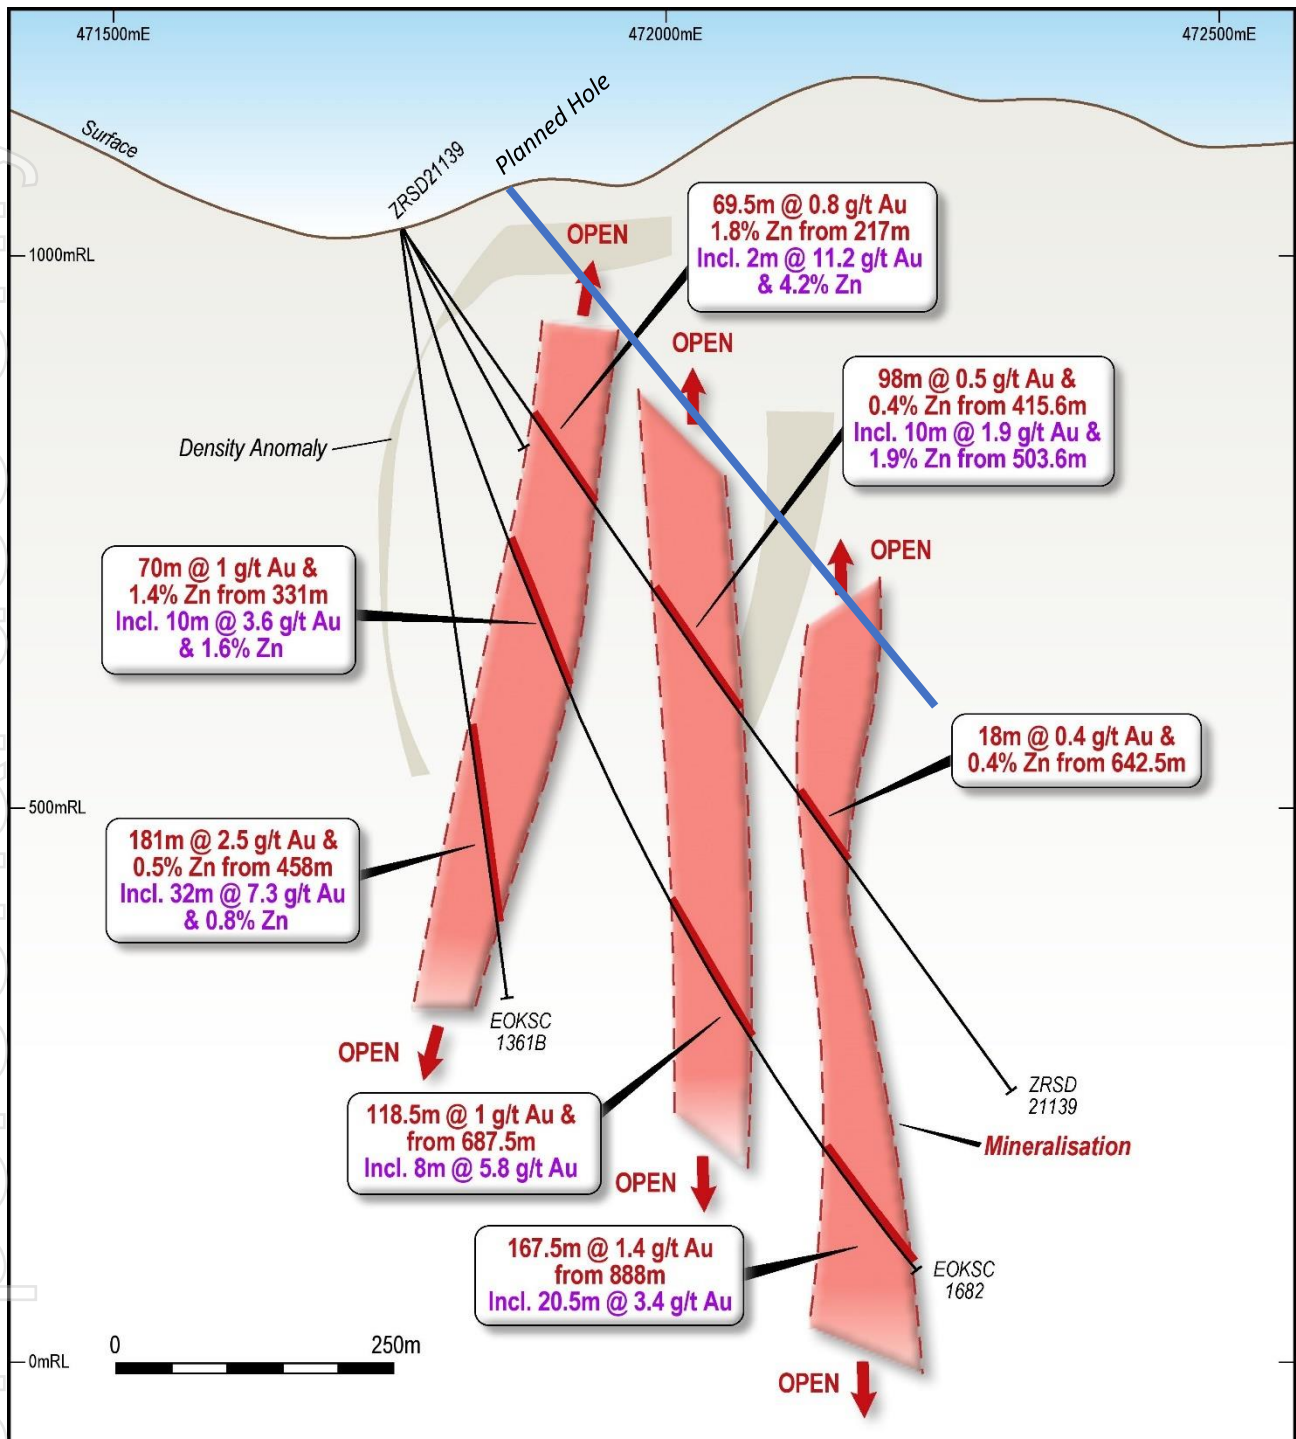 471500mE
472000mE
472500mE
Surface
ZRSD21139
Planned Hole
69.5m @ 0.8 g/t Au
1.8% Zn from 217m
Incl. 2m @ 11.2 g/t Au
& 4.2% Zn
OPEN
1000mRL
OPEN
98m @ 0.5 g/t Au &
0.4% Zn from 415.6m
Incl. 10m @ 1.9 g/t Au &
1.9% Zn from 503.6m
Density Anomaly
OPEN
70m @ 1 g/t Au &
1.4% Zn from 331m
Incl. 10m @ 3.6 g/t Au
& 1.6% Zn
18m @ 0.4 g/t Au &
0.4% Zn from 642.5m
500mRL
181m @ 2.5 g/t Au &
0.5% Zn from 458m
Incl. 32m @ 7.3 g/t Au
& 0.8% Zn
EOKSC
1361B
OPEN
ZRSD
21139
118.5m @ 1 g/t Au &
from 687.5m
Incl. 8m @ 5.8 g/t Au
Mineralisation
OPEN
167.5m @ 1.4 g/t Au
from 888m
Incl. 20.5m @ 3.4 g/t Au
EOKSC
1682
0
250m
0mRL
OPEN